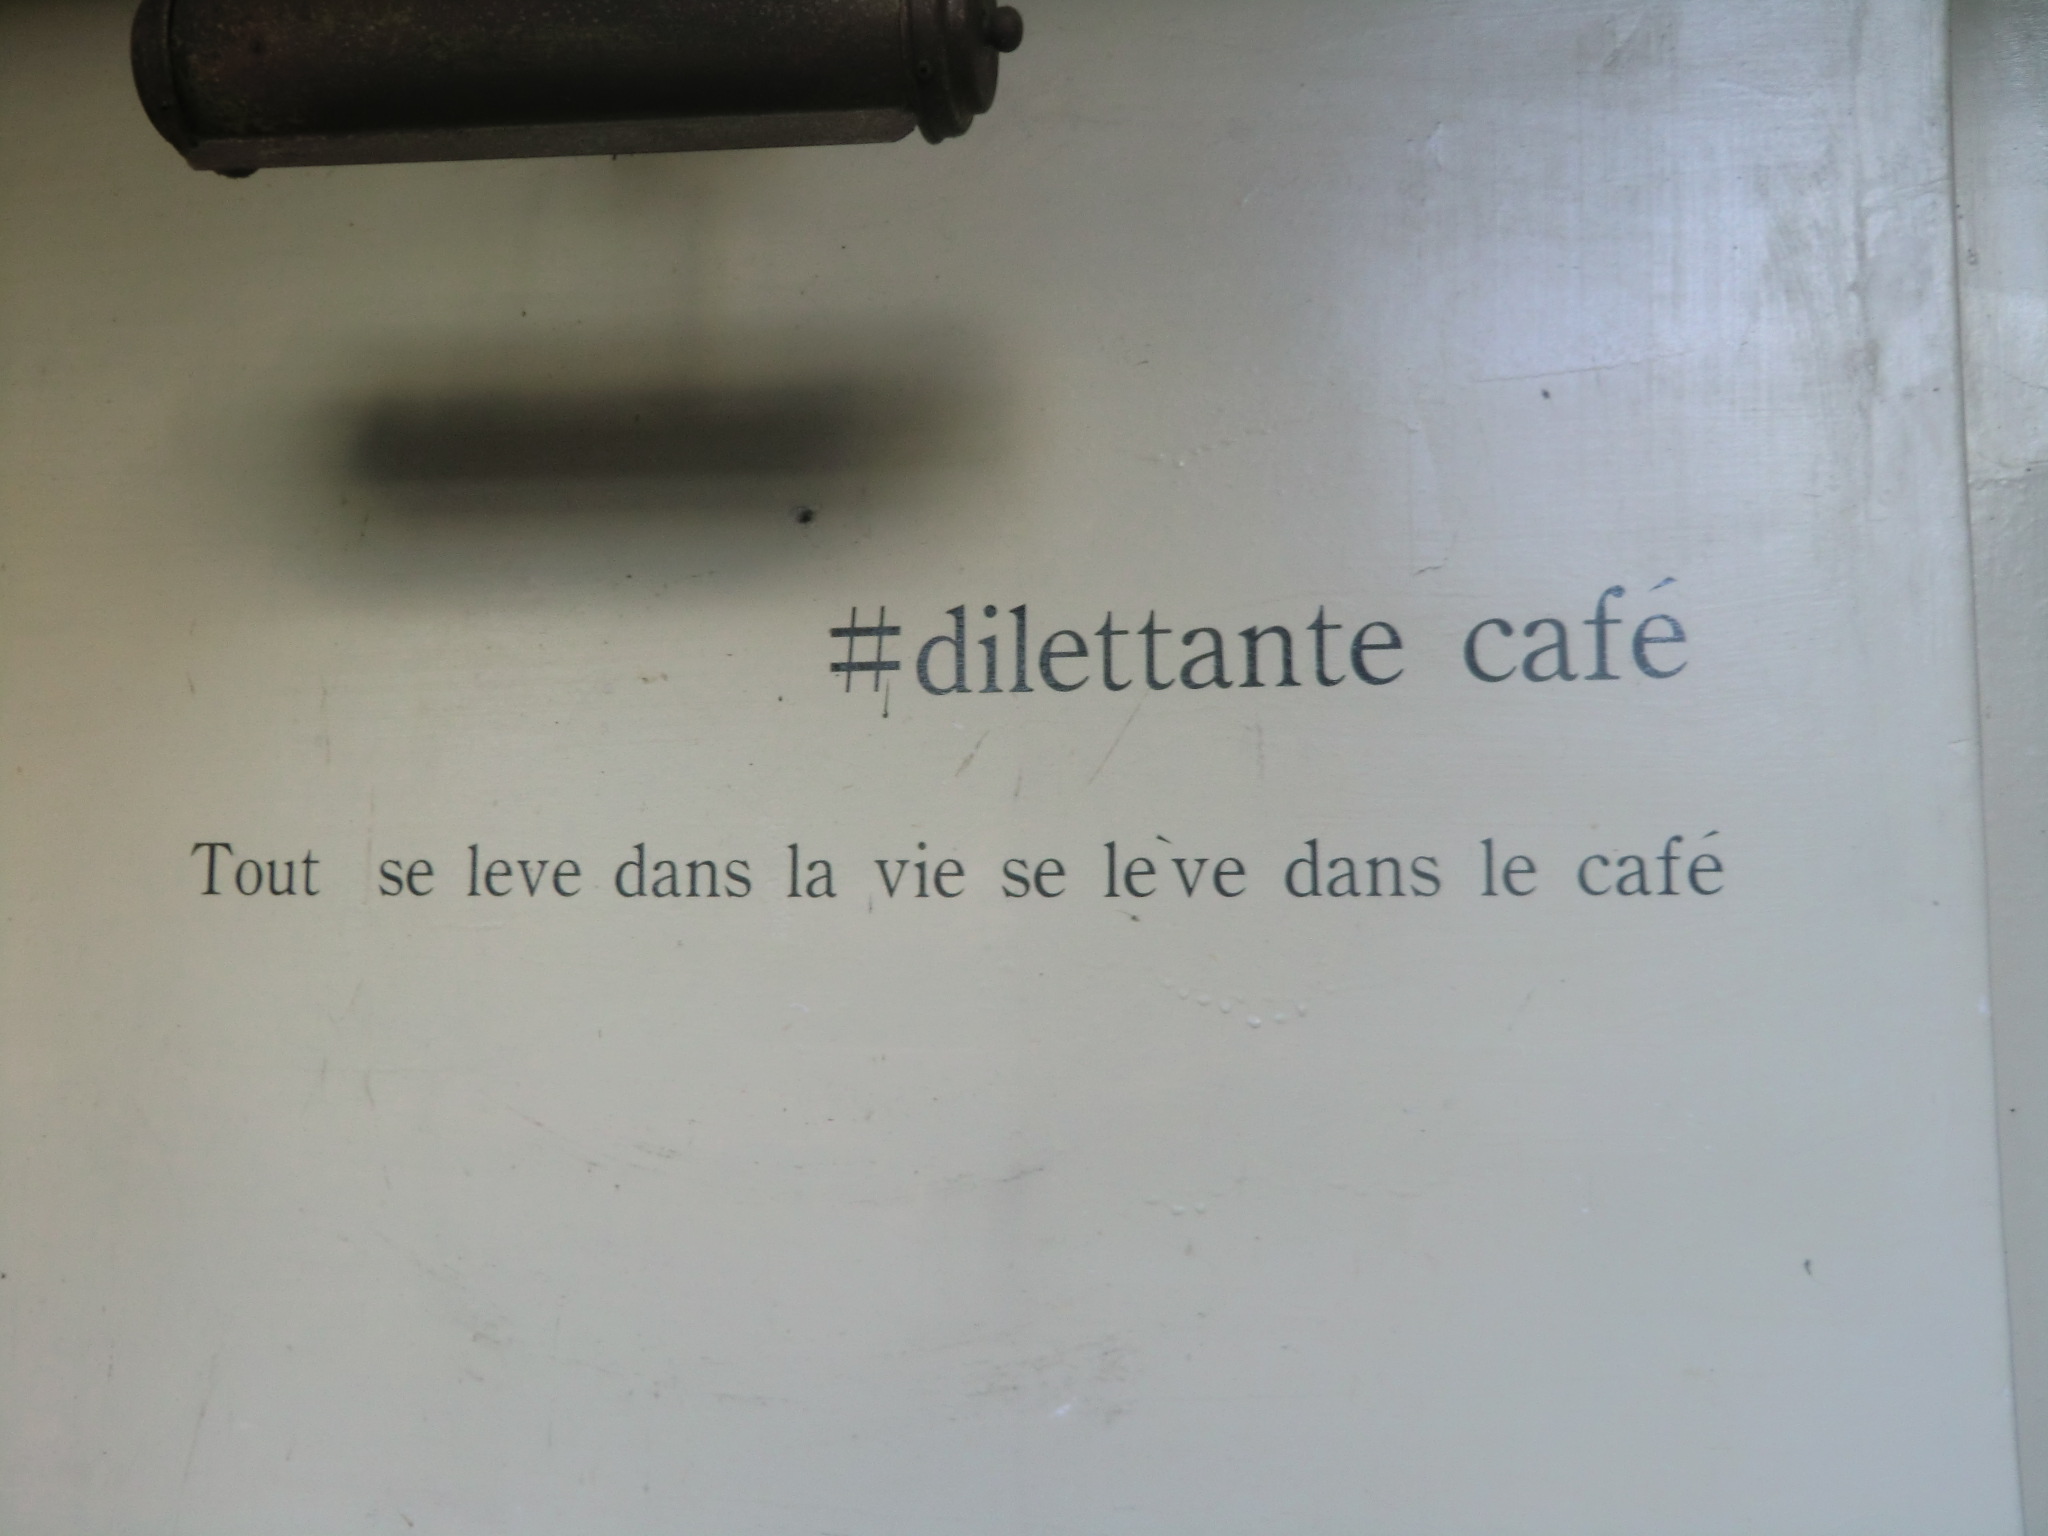 #dilettante café
Tout se leve dans la vie se le`ve dans le café